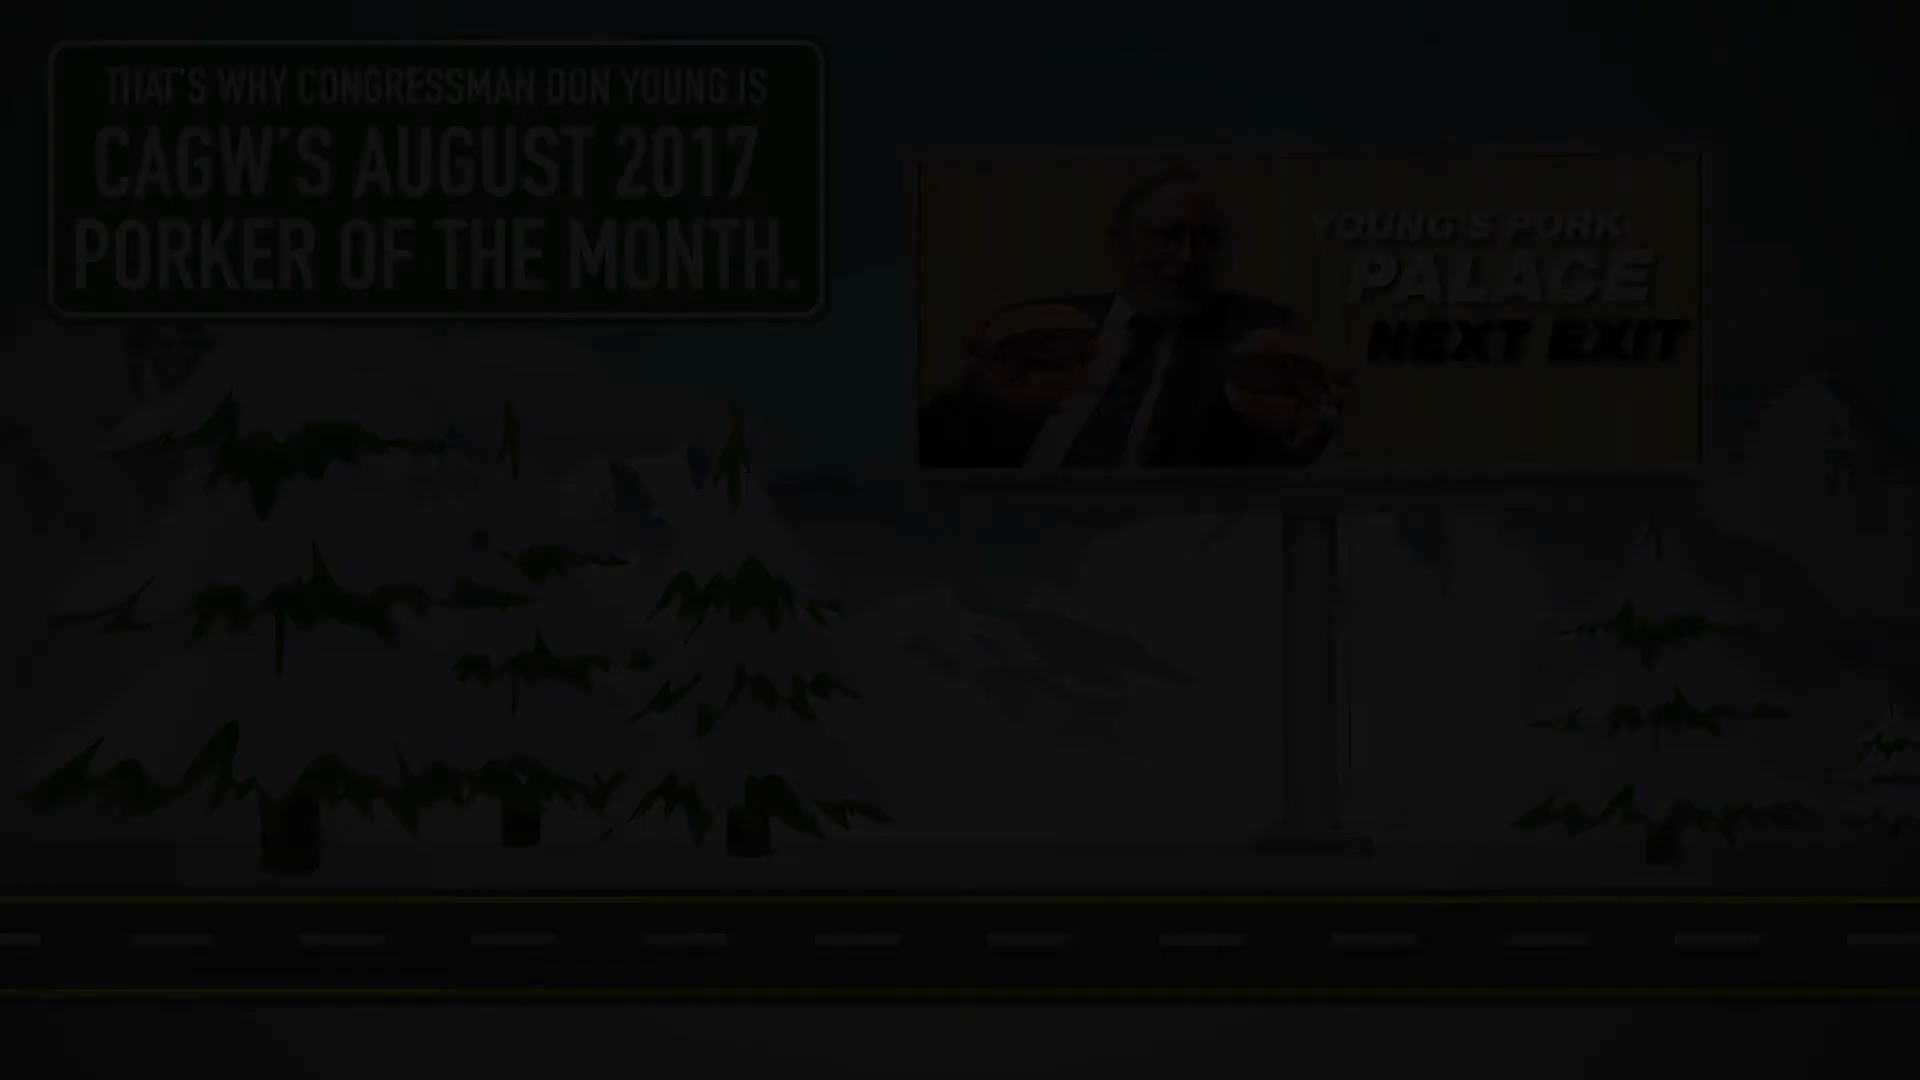 THAT'S WHY CONGRESSMAN DON YOUNG IS
CAGW'S AUGUST 2017
PORKER OF THE MONTH.
YOUNG'S PORK
PALACE
NEXT EXIT